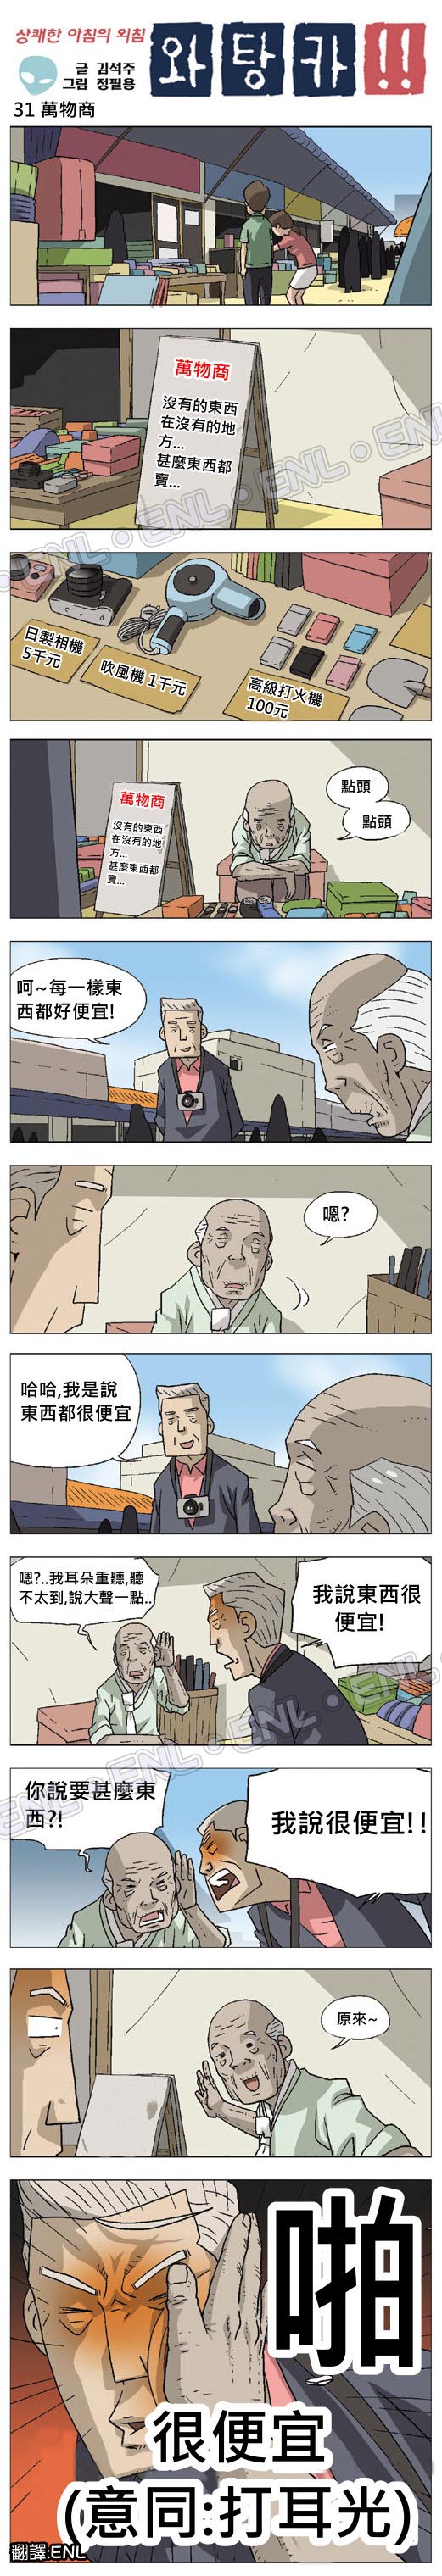 상쾌한 아침의 외침
와탕카!!
글 김석주
그림 정필용
31 萬物商
萬物商
沒有的東西
在沒有的地
方...
甚麼東西都
賣...
日製相機
5千元
吹風機 1千元
高級打火機
100元
萬物商
沒有的東西
在沒有的地
方...
甚麼東西都
賣...
點頭
點頭
呵~每一樣東
西都好便宜!
嗯?
哈哈,我是說
東西都很便宜
嗯?..我耳朵重聽,聽
不太到,說大聲一點..
我說東西很
便宜!
你說要甚麼東
西?!
我說很便宜!!
原來~
啪
很便宜
(意同:打耳光)
翻譯:ENL
ENL